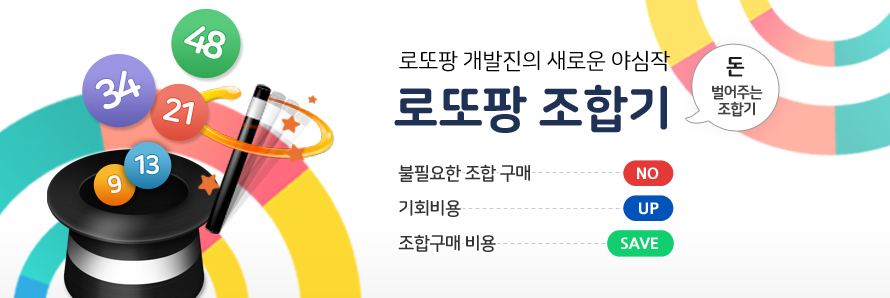 48
34
21
13
9
로또팡 개발진의 새로운 야심작
로또팡 조합기
돈
벌어주는
조합기
불필요한 조합 구매 NO
기회비용 UP
조합구매 비용 SAVE